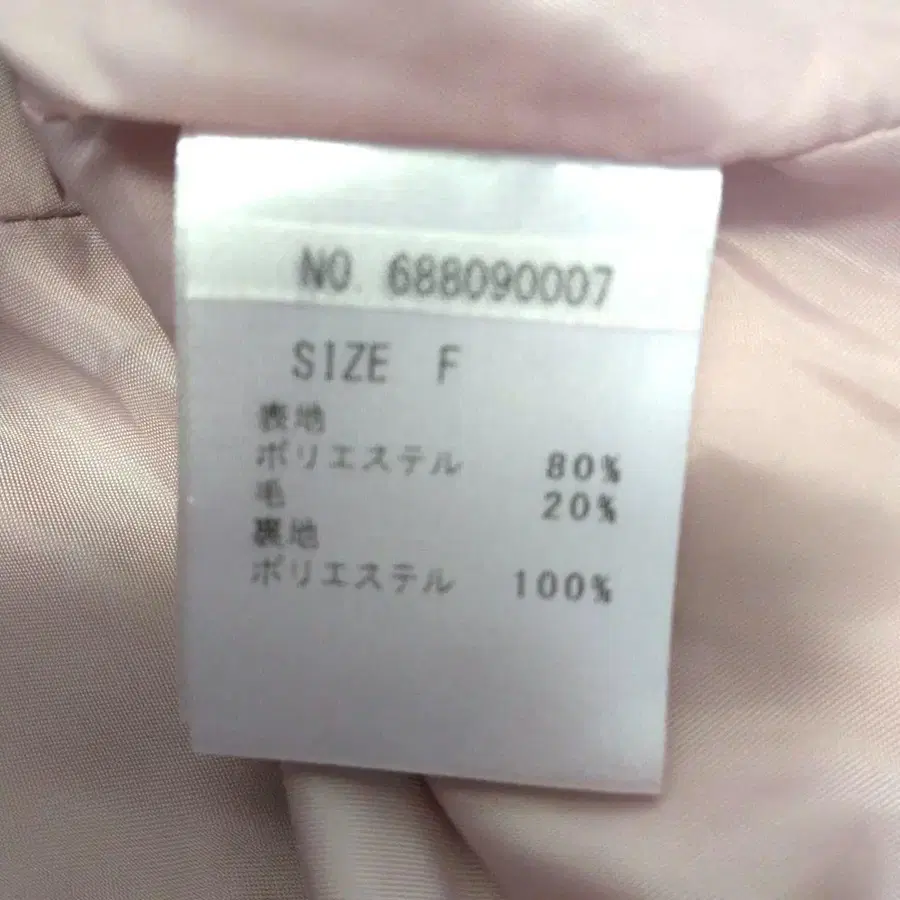 NO. 688090007
SIZE F
表地
ポリエステル 80%
毛 20%
裏地
ポリエステル 100%